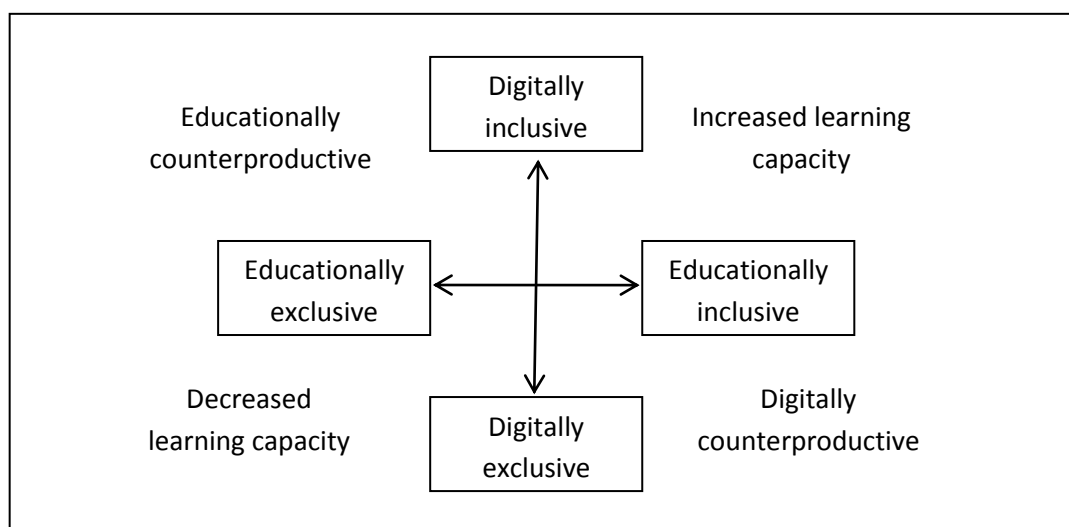 Digitally
inclusive
Educationally
counterproductive
Increased learning
capacity
Educationally
exclusive
Educationally
inclusive
Decreased
learning capacity
Digitally
exclusive
Digitally
counterproductive